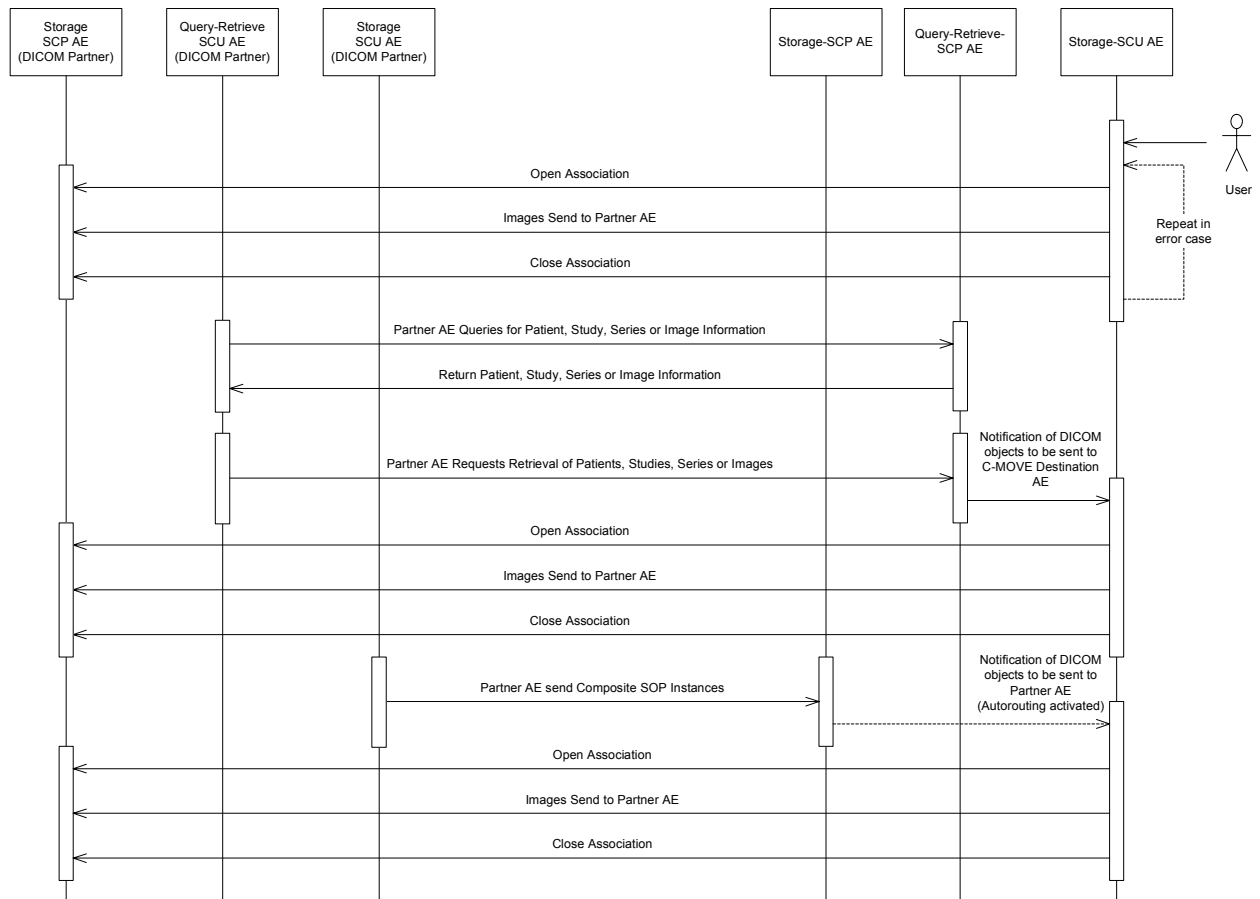 Storage
SCP AE
(DICOM Partner)
Query-Retrieve
SCU AE
(DICOM Partner)
Storage
SCU AE
(DICOM Partner)
Storage-SCP AE
Query-Retrieve-
SCP AE
Storage-SCU AE
User
Open Association
Images Send to Partner AE
Repeat in
error case
Close Association
Partner AE Queries for Patient, Study, Series or Image Information
Return Patient, Study, Series or Image Information
Notification of DICOM
objects to be sent to
C-MOVE Destination
AE
Partner AE Requests Retrieval of Patients, Studies, Series or Images
Open Association
Images Send to Partner AE
Close Association
Notification of DICOM
objects to be sent to
Partner AE
(Autorouting activated)
Partner AE send Composite SOP Instances
Open Association
Images Send to Partner AE
Close Association